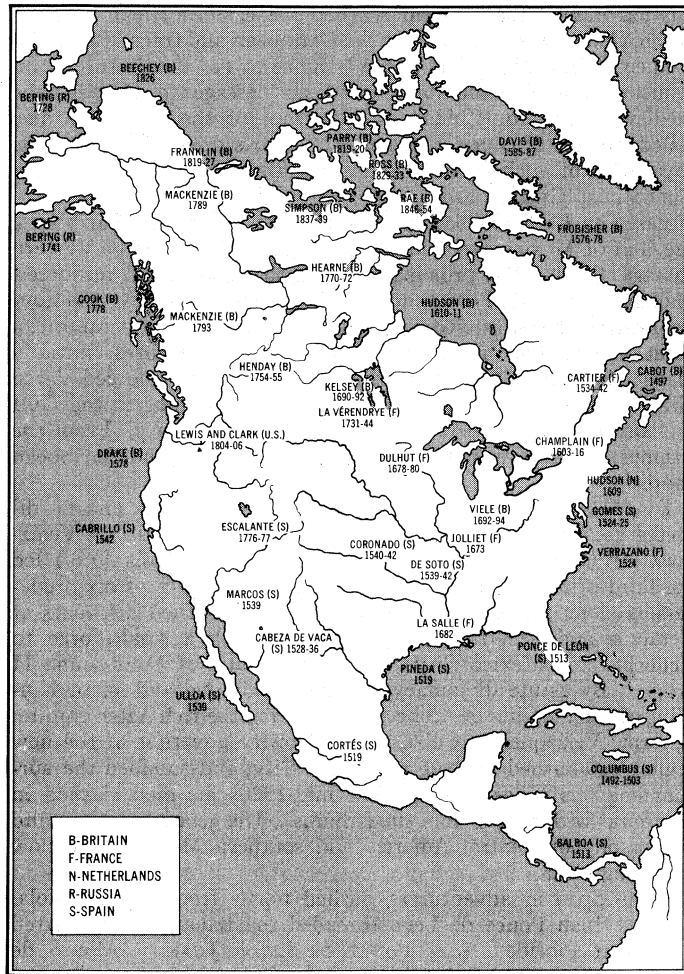 BEECHEY (B)
1826
BERING (R)
1728
PARRY (B)
1819-20
DAVIS (B)
1585-87
FRANKLIN (B)
1819-27
ROSS (B)
1829-33
MACKENZIE (B)
1789
RAE (B)
1846-54
SIMPSON (B)
1837-39
FROBISHER (B)
1576-78
BERING (R)
1741
HEARNE (B)
1770-72
COOK (B)
1778
HUDSON (B)
1610-11
MACKENZIE (B)
1793
HENDAY (B)
1754-55
CABOT (B)
1497
CARTIER (F)
1534-42
KELSEY (B)
1690-92
LA VÉRENDRYE (F)
1731-44
LEWIS AND CLARK (U.S.)
1804-06
CHAMPLAIN (F)
1603-16
DRAKE (B)
1578
DULHUT (F)
1678-80
HUDSON (N)
1609
VIELE (B)
1692-94
GOMES (S)
1524-25
CABRILLO (S)
1542
ESCALANTE (S)
1776-77
JOLLIET (F)
1673
CORONADO (S)
1540-42
VERRAZANO (F)
1524
DE SOTO (S)
1539-42
MARCOS (S)
1539
LA SALLE (F)
1682
CABEZA DE VACA
(S) 1528-36
PONCE DE LEÓN
(S) 1513
PINEDA (S)
1519
ULLOA (S)
1539
CORTÉS (S)
1519
COLUMBUS (S)
1492-1503
BALBOA (S)
1513
B-BRITAIN
F-FRANCE
N-NETHERLANDS
R-RUSSIA
S-SPAIN